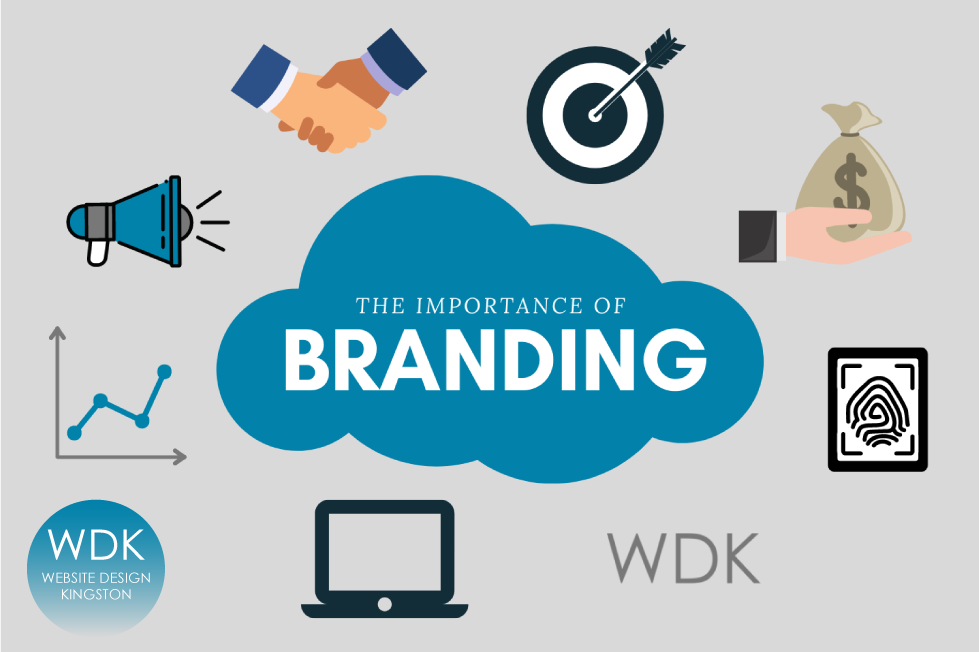 $
THE IMPORTANCE OF
BRANDING
WDK
WEBSITE DESIGN
KINGSTON
WDK